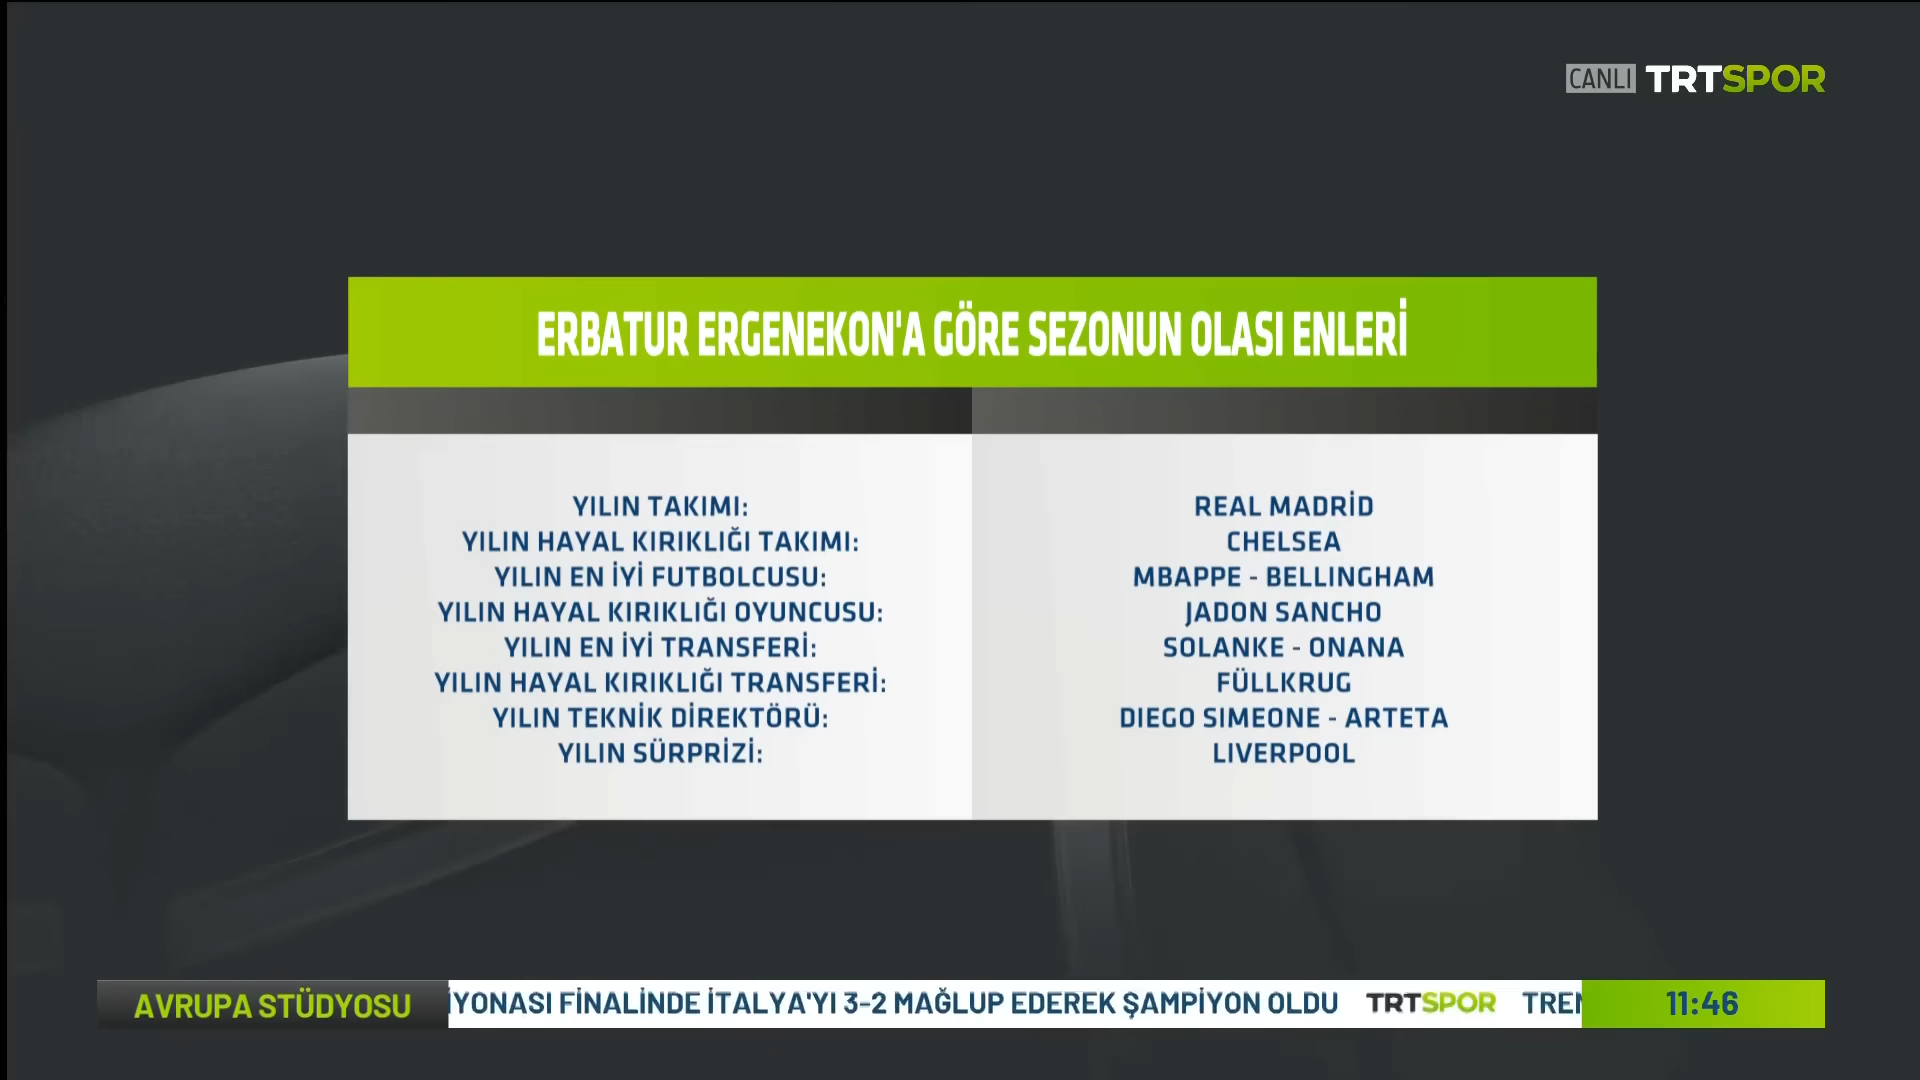 CANLI TRTSPOR
ERBATUR ERGENEKON'A GÖRE SEZONUN OLASI ENLERİ
YILIN TAKIMI: REAL MADRİD
YILIN HAYAL KIRIKLIĞI TAKIMI: CHELSEA
YILIN EN İYİ FUTBOLCUSU: MBAPPE - BELLINGHAM
YILIN HAYAL KIRIKLIĞI OYUNCUSU: JADON SANCHO
YILIN EN İYİ TRANSFERİ: SOLANKE - ONANA
YILIN HAYAL KIRIKLIĞI TRANSFERİ: FÜLLKRUG
YILIN TEKNİK DİREKTÖRÜ: DIEGO SIMEONE - ARTETA
YILIN SÜRPRİZİ: LIVERPOOL
AVRUPA STÜDYOSU İYONASI FİNALİNDE İTALYA'YI 3-2 MAĞLUP EDEREK ŞAMPİYON OLDU TRTSPOR TREN 11:46